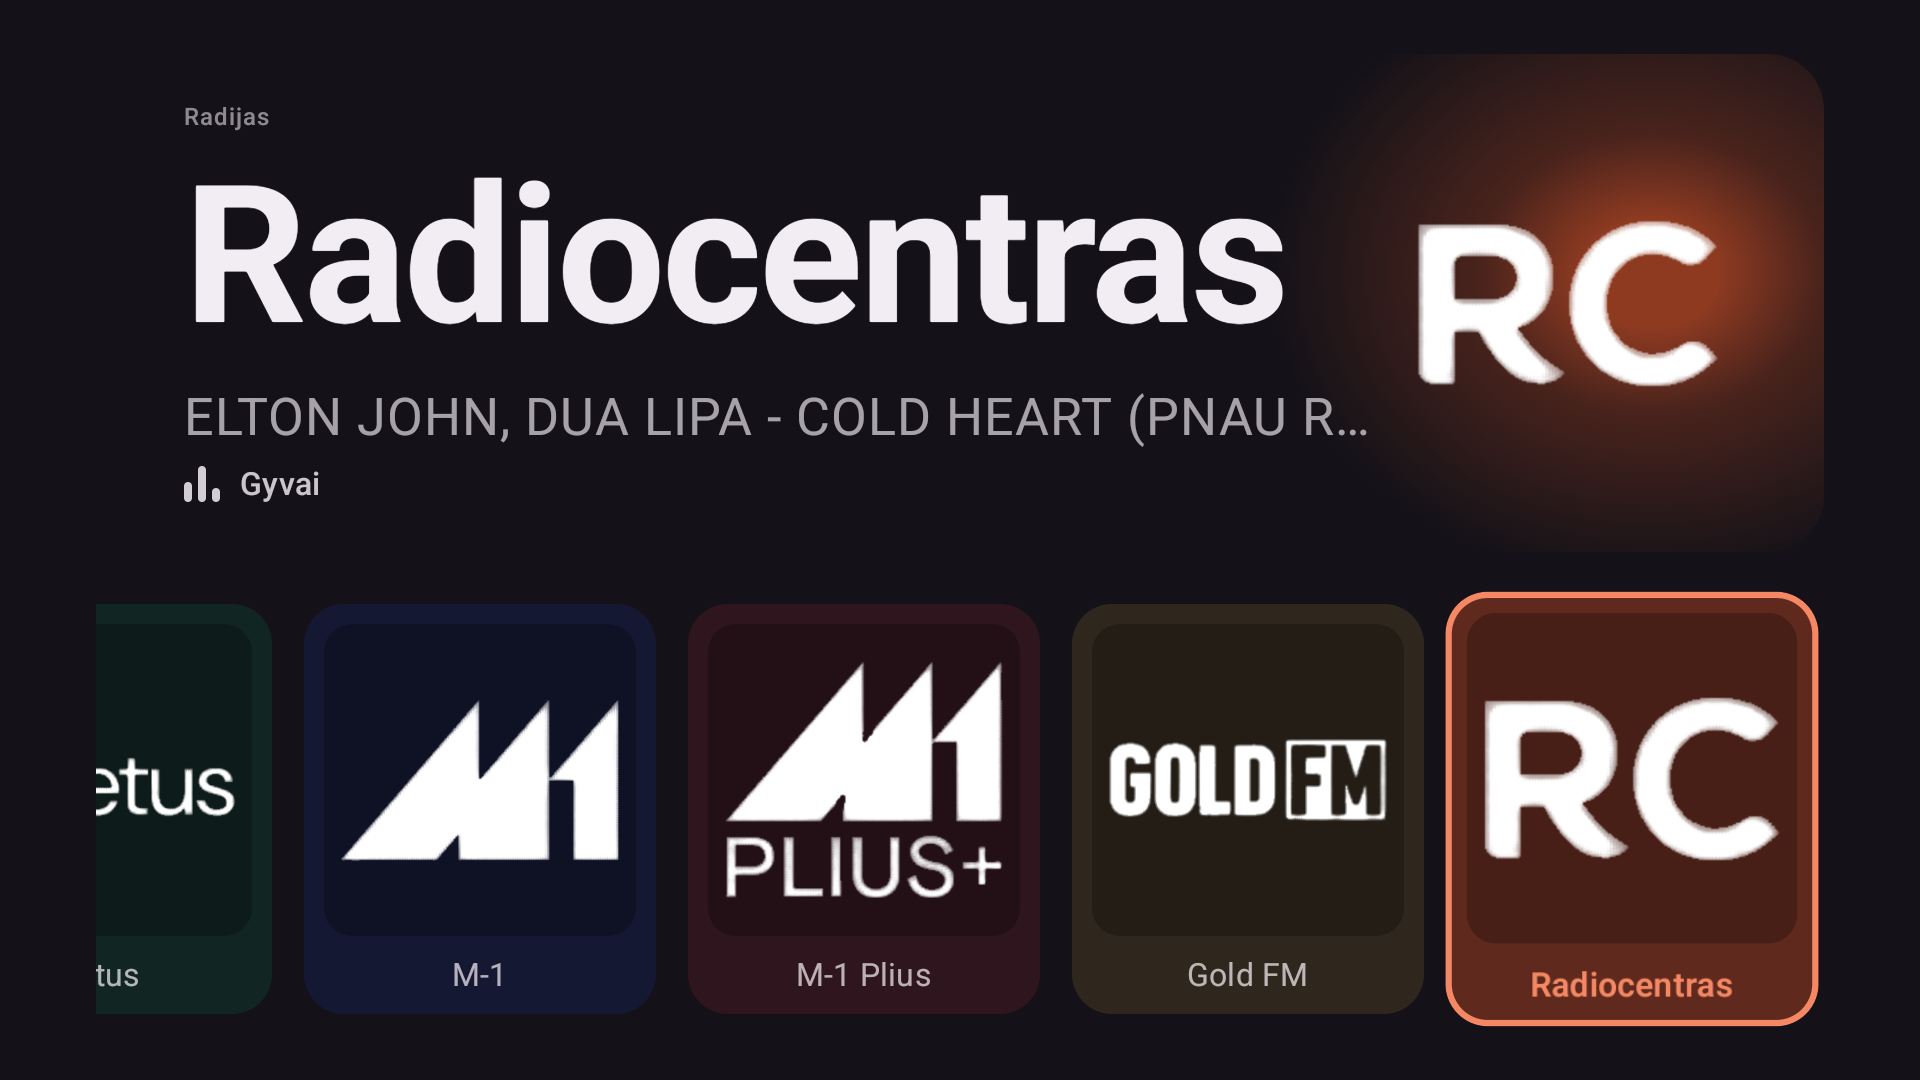 Radijas
Radiocentras
RC
ELTON JOHN, DUA LIPA - COLD HEART (PNAU R...
Gyvai
etus
M1
M1
PLIUS+
GOLD FM
RC
tus
M-1
M-1 Plius
Gold FM
Radiocentras